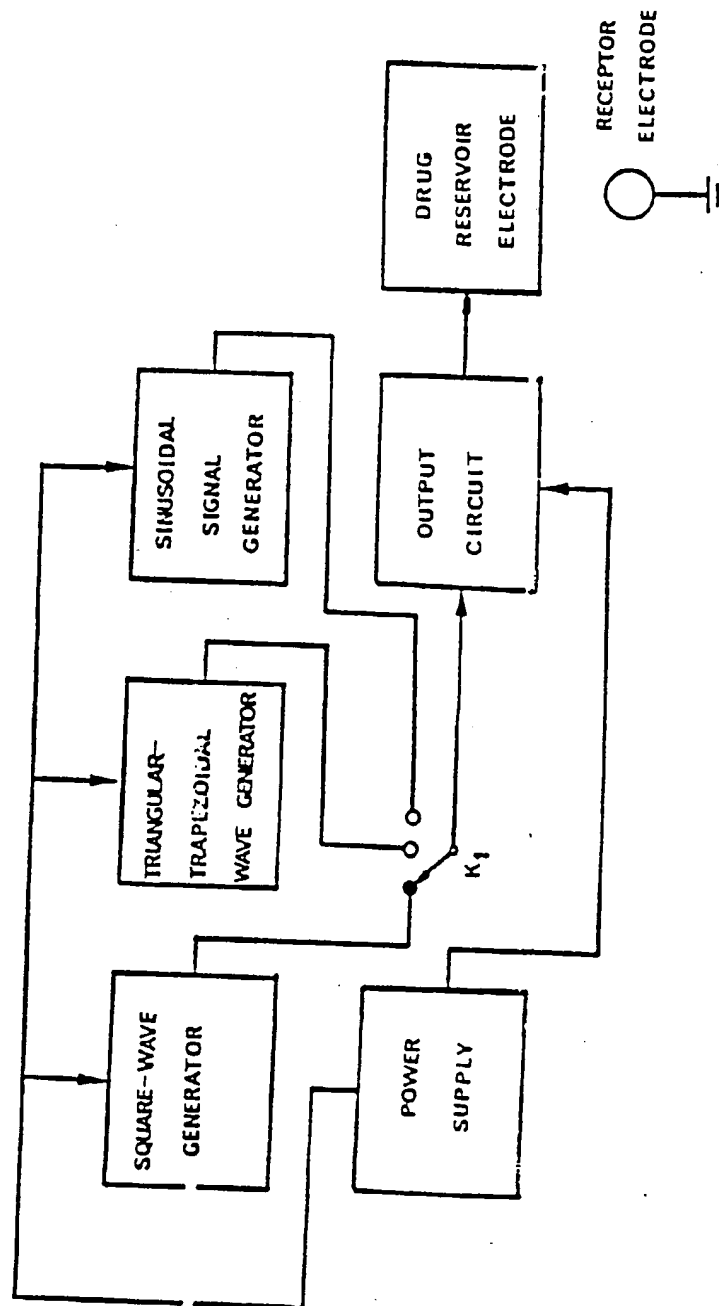 SQUARE-WAVE
GENERATOR
TRIANGULAR-
TRAPEZOIDAL
WAVE GENERATOR
SINUSOIDAL
SIGNAL
GENERATOR
K1
POWER
SUPPLY
OUTPUT
CIRCUIT
DRUG
RESERVOIR
ELECTRODE
RECEPTOR
ELECTRODE